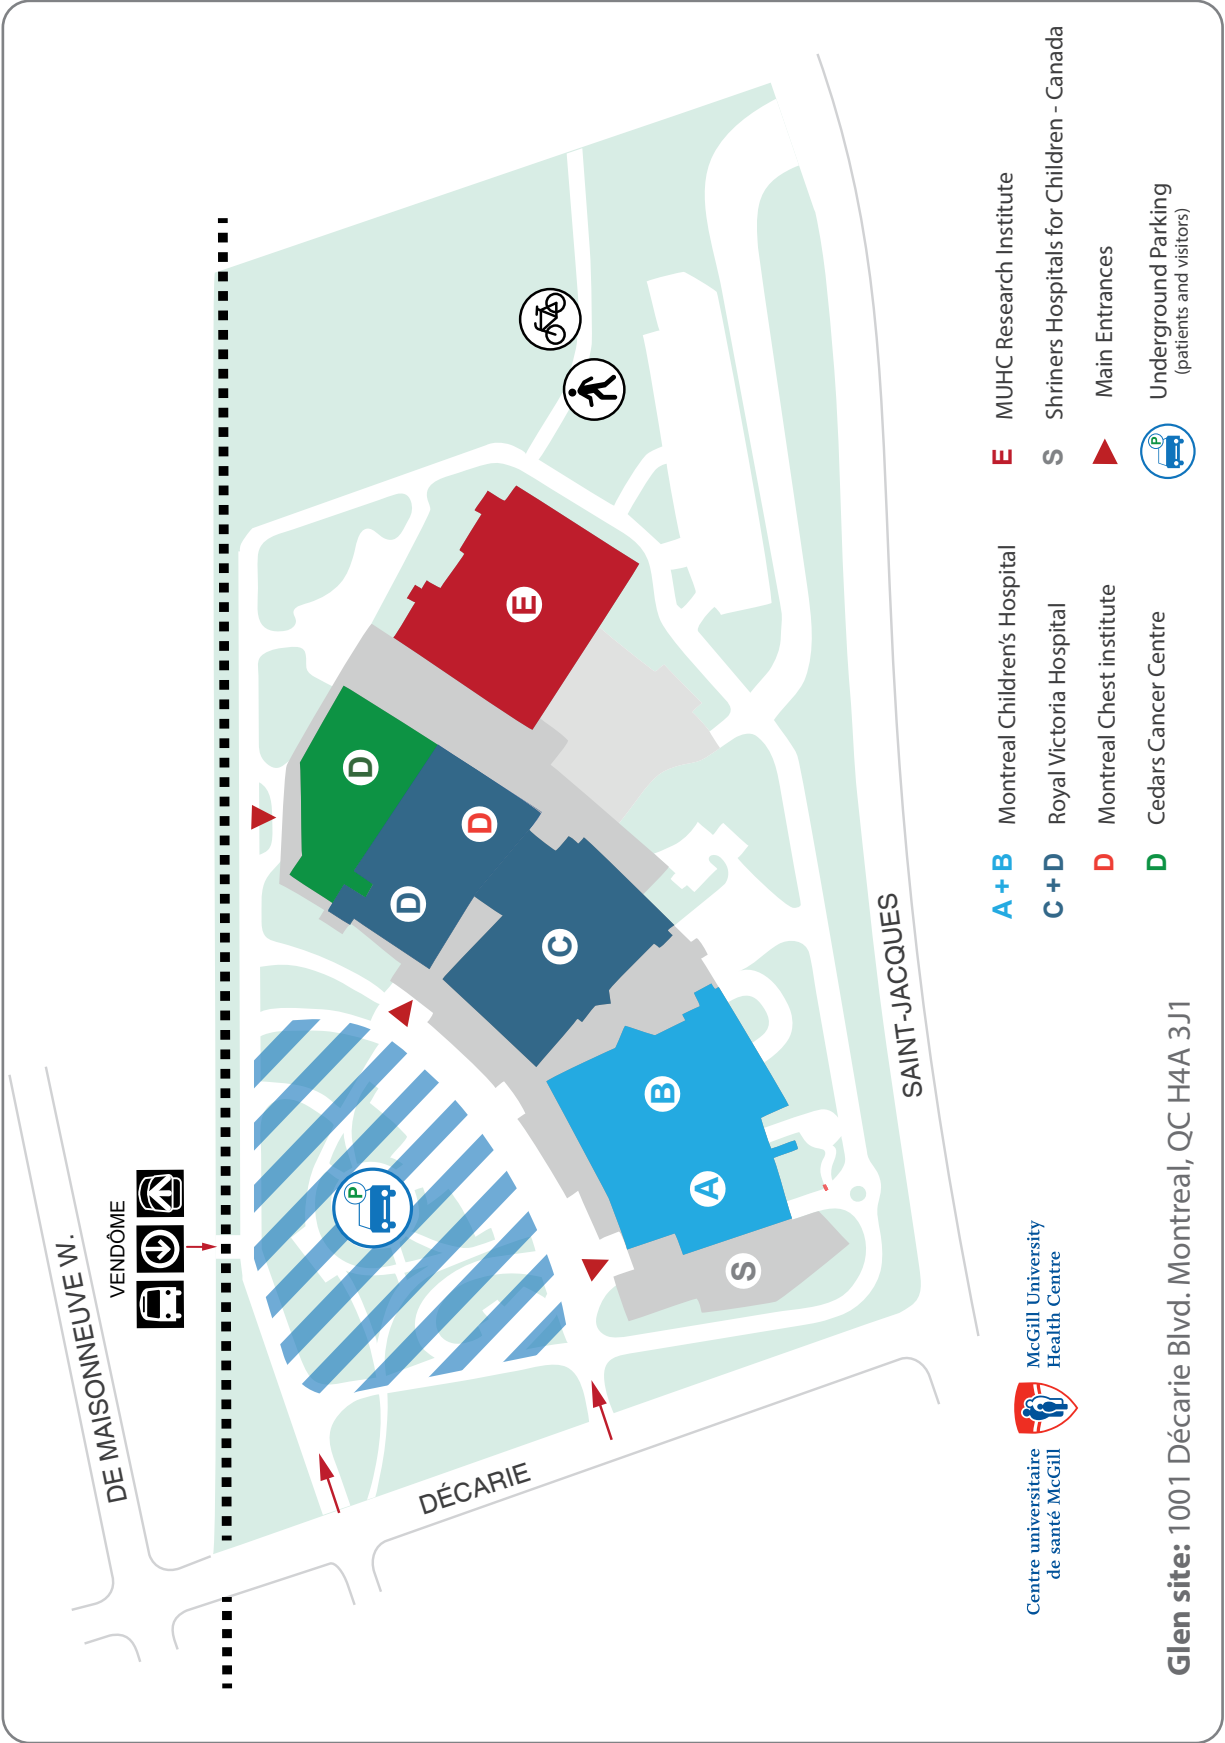 DE MAISONNEUVE W.
VENDÔME
P
D
D
D
C
E
B
A
S
DÉCARIE
SAINT-JACQUES
A + B Montreal Children's Hospital
C + D Royal Victoria Hospital
D Montreal Chest institute
D Cedars Cancer Centre
E MUHC Research Institute
S Shriners Hospitals for Children - Canada
Main Entrances
P
Underground Parking
(patients and visitors)
Centre universitaire
de santé McGill
McGill University
Health Centre
Glen site: 1001 Décarie Blvd. Montreal, QC H4A 3J1